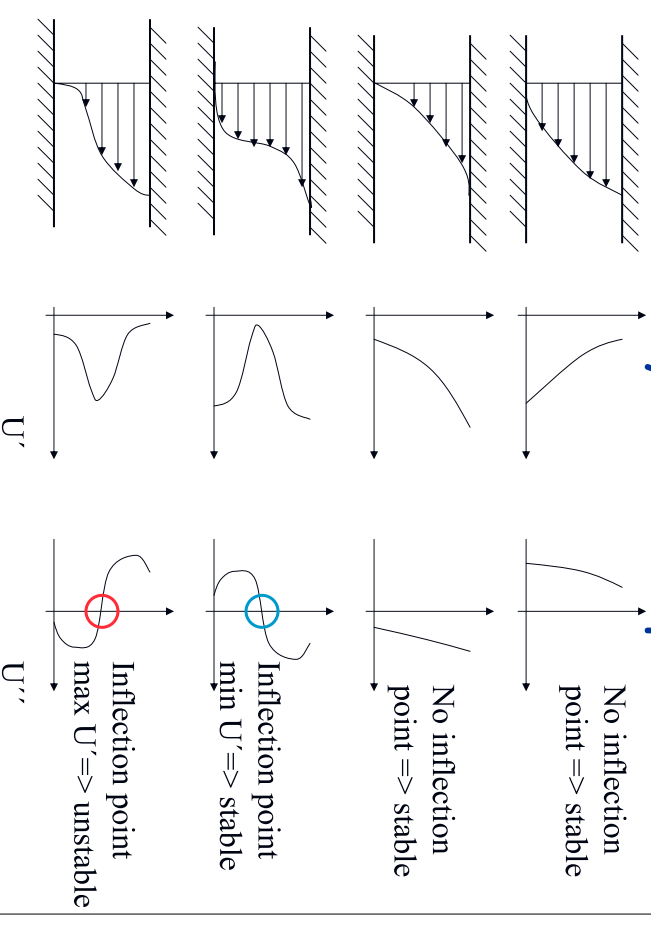 No inflection
point => stable
No inflection
point => stable
Inflection point
min U´=> stable
Inflection point
max U´=> unstable
U´
U´´